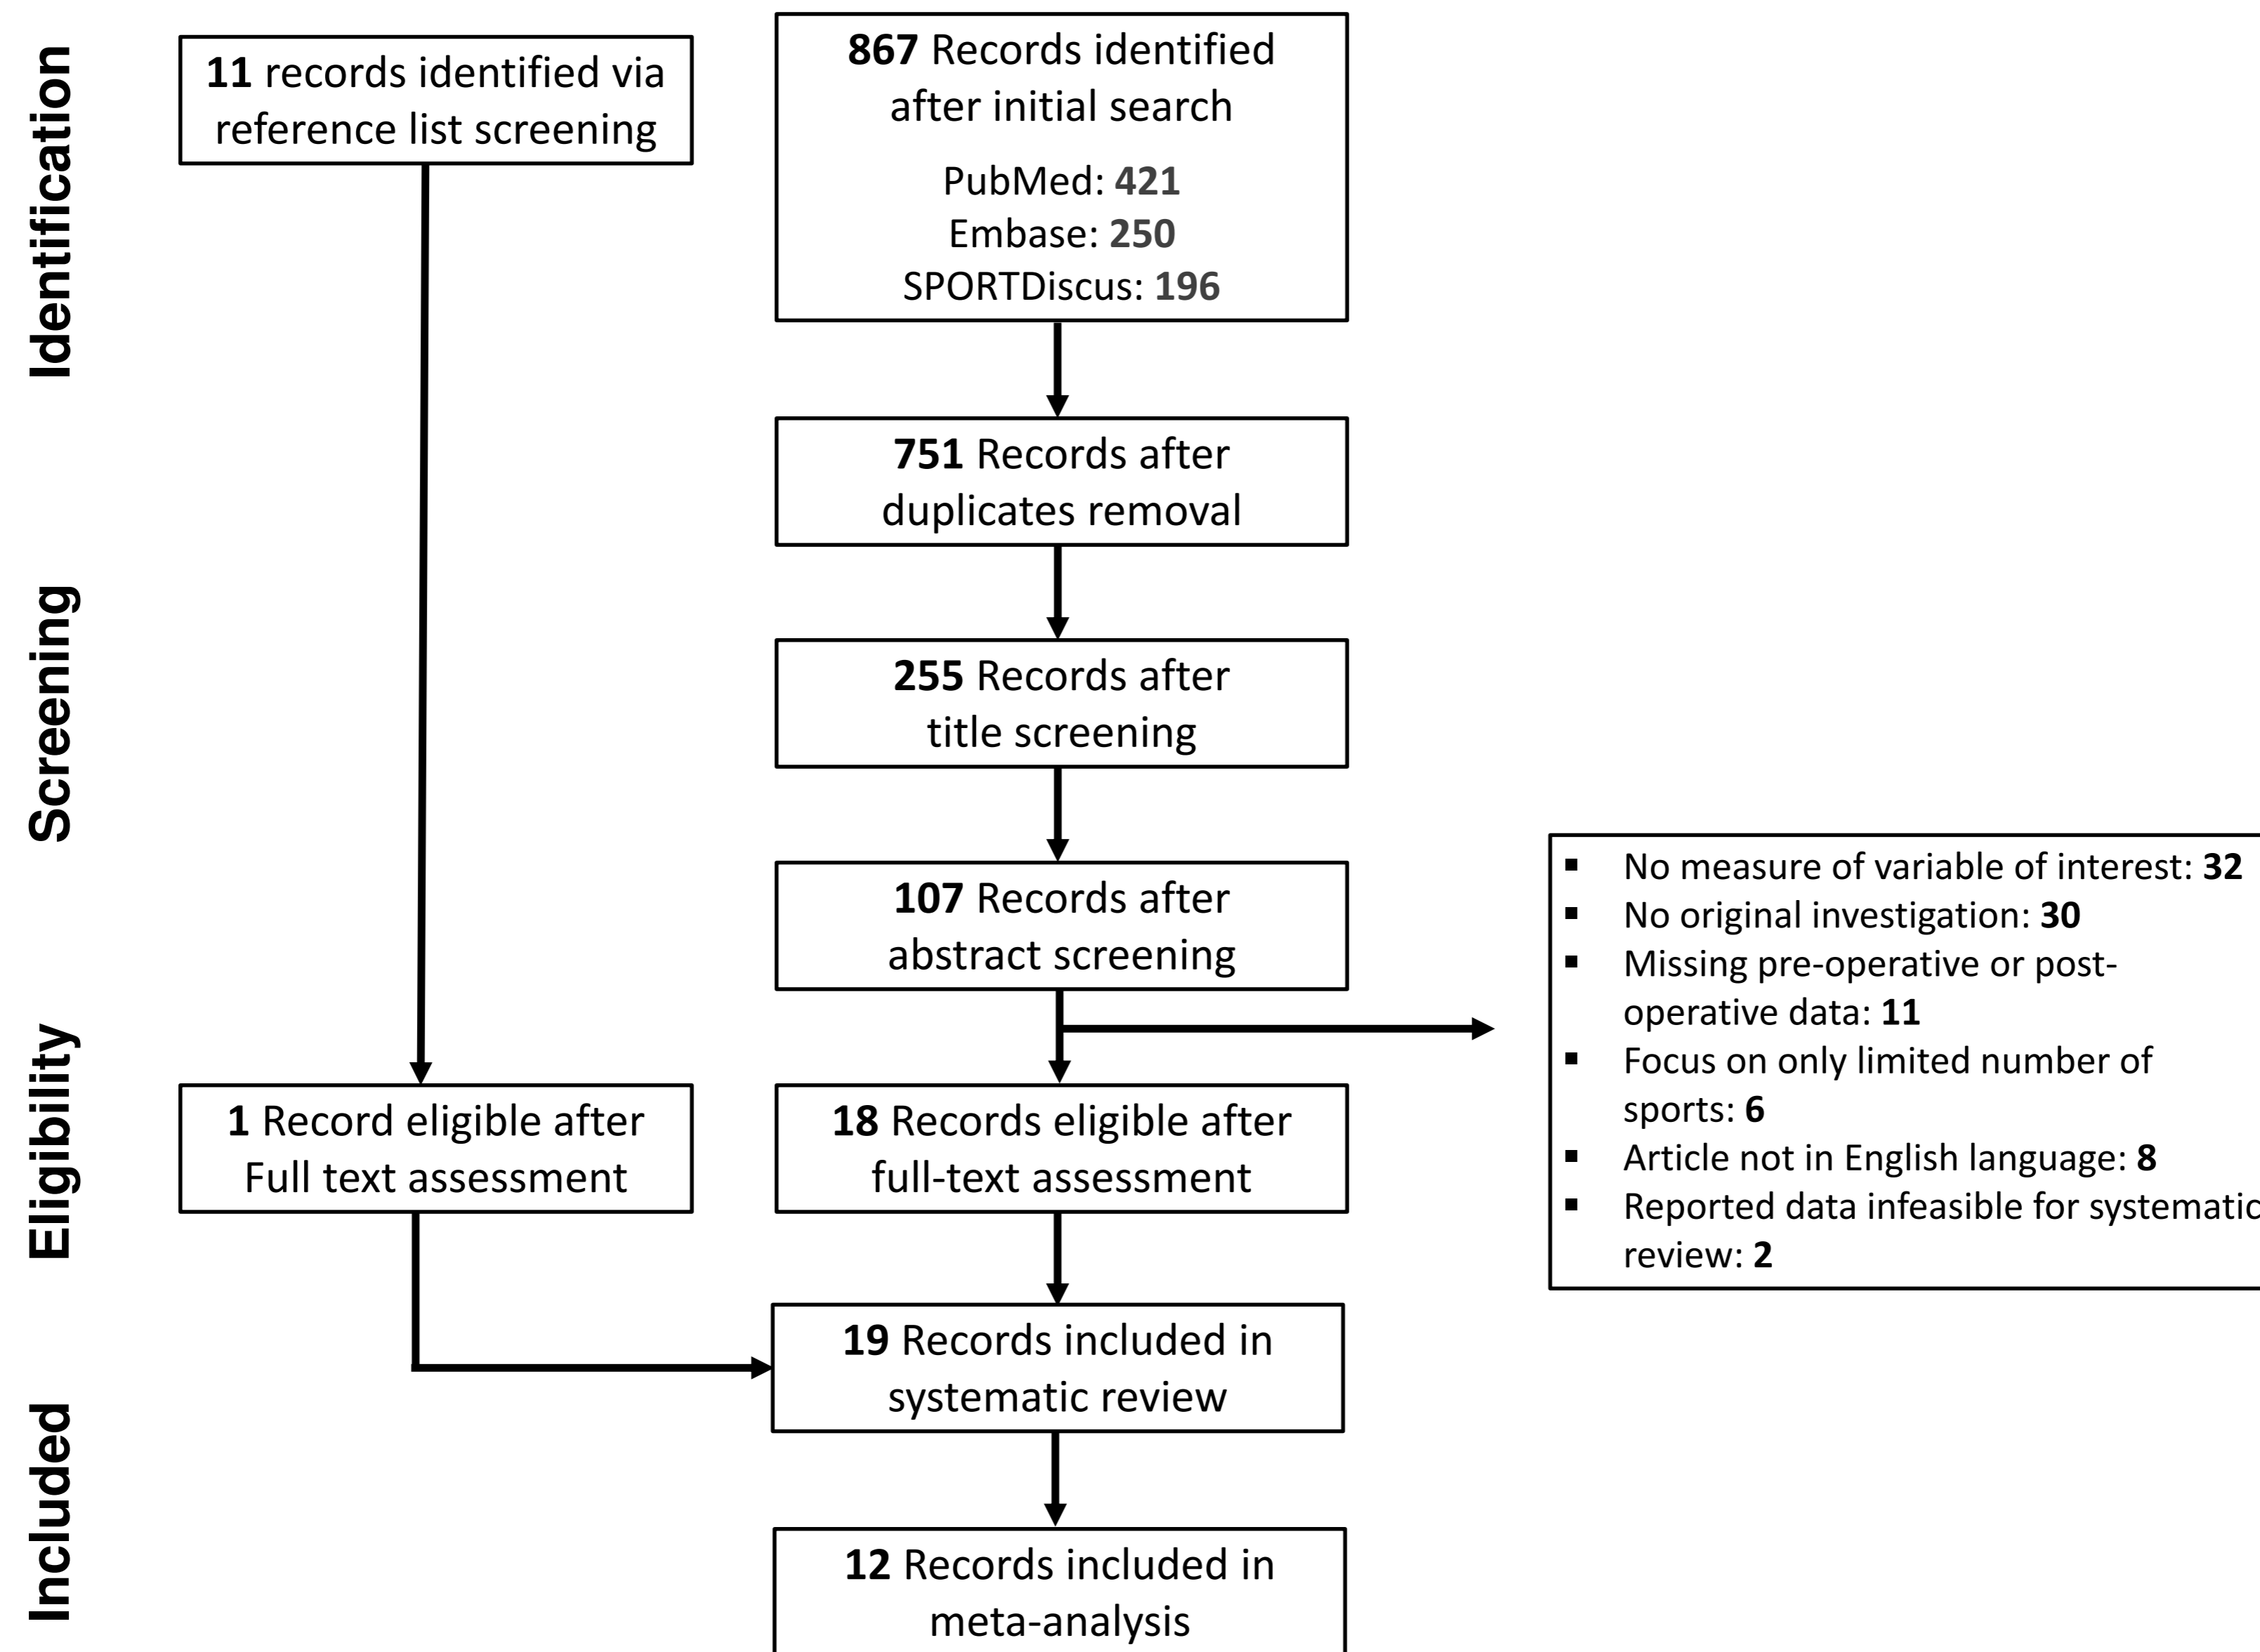 Identification
11 records identified via
reference list screening
867 Records identified
after initial search
PubMed: 421
Embase: 250
SPORTDiscus: 196
751 Records after
duplicates removal
Screening
255 Records after
title screening
107 Records after
abstract screening
▪ No measure of variable of interest: 32
▪ No original investigation: 30
▪ Missing pre-operative or post-
operative data: 11
▪ Focus on only limited number of
sports: 6
▪ Article not in English language: 8
▪ Reported data infeasible for systematic
review: 2
Eligibility
1 Record eligible after
Full text assessment
18 Records eligible after
full-text assessment
Included
19 Records included in
systematic review
12 Records included in
meta-analysis